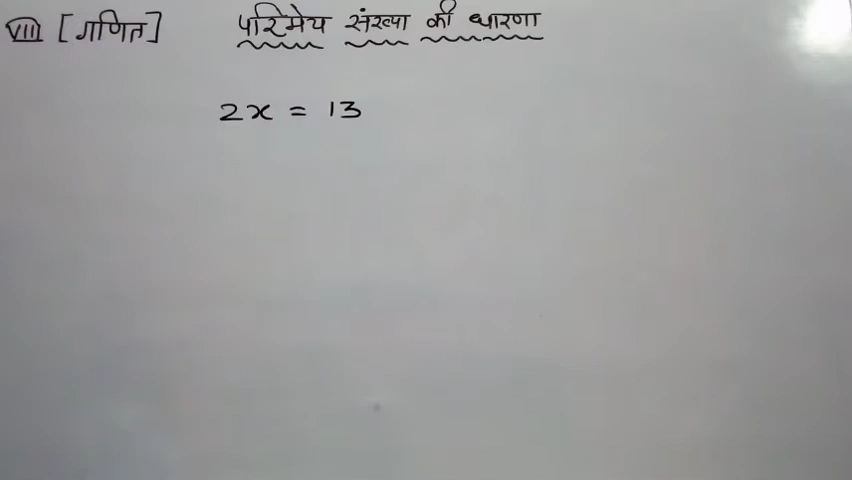 VIII [गणित] परिमेय संख्या की धारणा
2x = 13